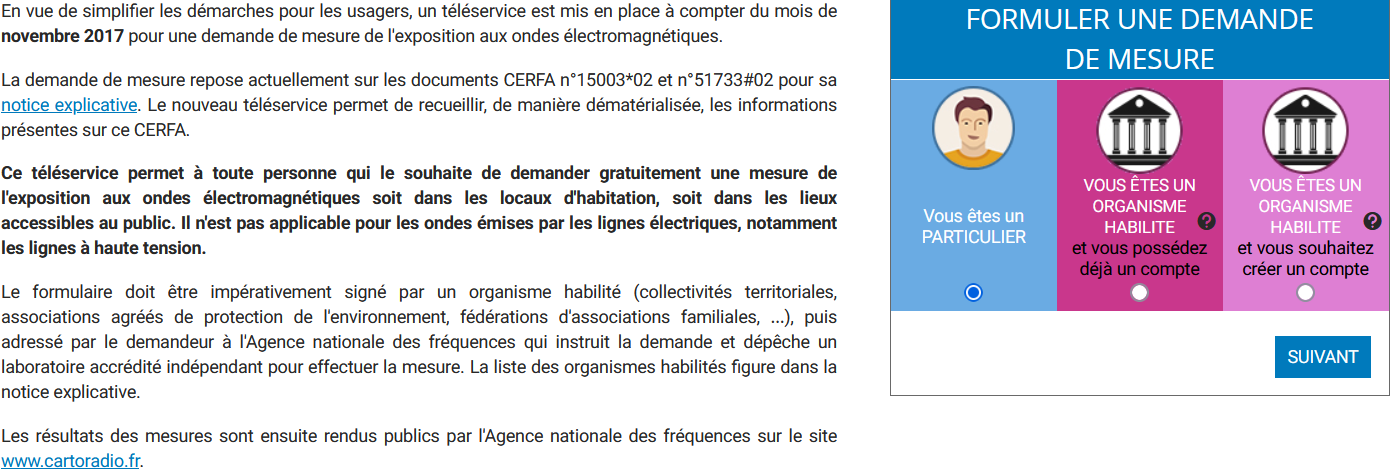 En vue de simplifier les démarches pour les usagers, un téléservice est mis en place à compter du mois de
novembre 2017 pour une demande de mesure de l'exposition aux ondes électromagnétiques.
La demande de mesure repose actuellement sur les documents CERFA n°15003*02 et n°51733#02 pour sa
notice explicative. Le nouveau téléservice permet de recueillir, de manière dématérialisée, les informations
présentes sur ce CERFA.
Ce téléservice permet à toute personne qui le souhaite de demander gratuitement une mesure de
l'exposition aux ondes électromagnétiques soit dans les locaux d'habitation, soit dans les lieux
accessibles au public. Il n'est pas applicable pour les ondes émises par les lignes électriques, notamment
les lignes à haute tension.
Le formulaire doit être impérativement signé par un organisme habilité (collectivités territoriales,
associations agréés de protection de l'environnement, fédérations d'associations familiales, ...), puis
adressé par le demandeur à l'Agence nationale des fréquences qui instruit la demande et dépêche un
laboratoire accrédité indépendant pour effectuer la mesure. La liste des organismes habilités figure dans la
notice explicative.
Les résultats des mesures sont ensuite rendus publics par l'Agence nationale des fréquences sur le site
www.cartoradio.fr.
FORMULER UNE DEMANDE
DE MESURE
Vous êtes un
PARTICULIER
VOUS ÊTES UN
ORGANISME
HABILITE ?
et vous possédez
déjà un compte
VOUS ÊTES UN
ORGANISME
HABILITE ?
et vous souhaitez
créer un compte
SUIVANT